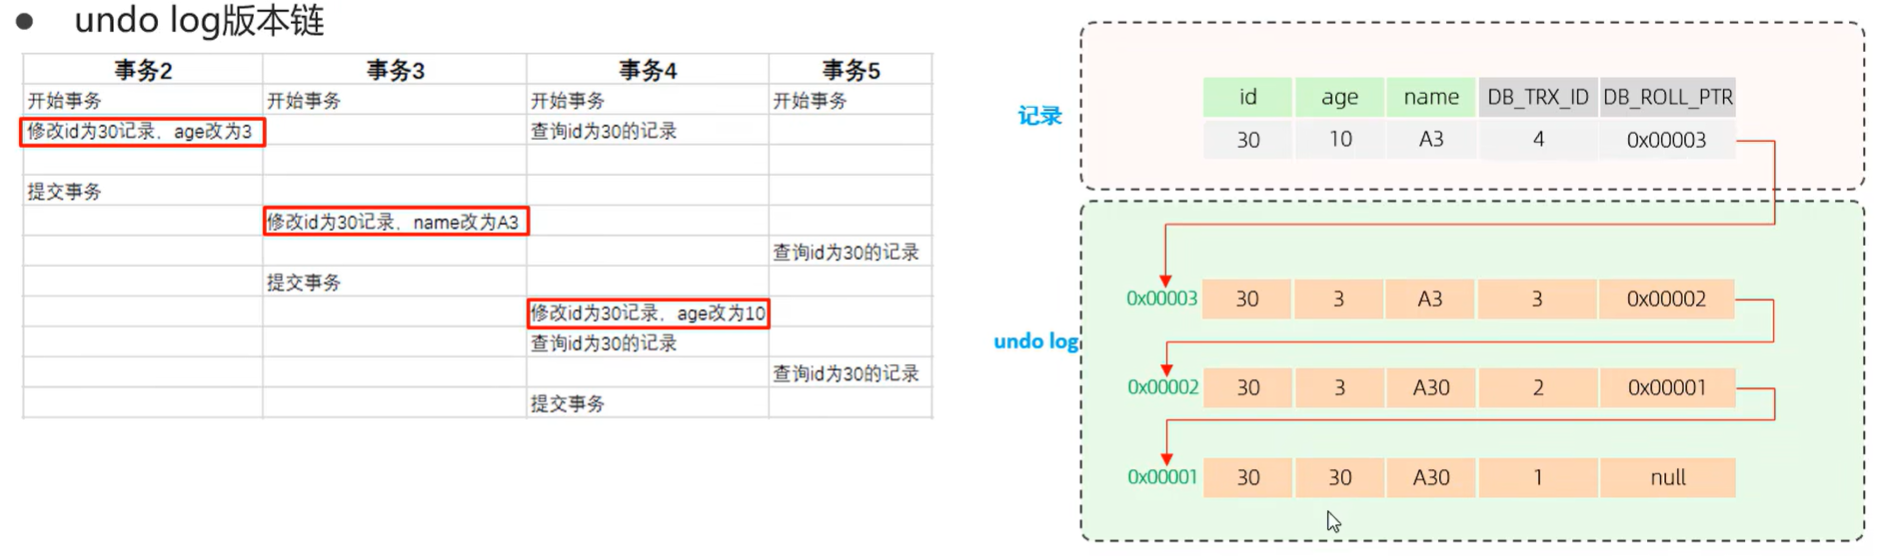 ● undo log版本链
事务2 事务3 事务4 事务5
开始事务 开始事务 开始事务 开始事务
修改id为30记录，age改为3 查询id为30的记录
提交事务
修改id为30记录，name改为A3
查询id为30的记录
提交事务
修改id为30记录，age改为10
查询id为30的记录
查询id为30的记录
提交事务
记录
id age name DB_TRX_ID DB_ROLL_PTR
30 10 A3 4 0x00003
undo log
0x00003 30 3 A3 3 0x00002
0x00002 30 3 A30 2 0x00001
0x00001 30 30 A30 1 null